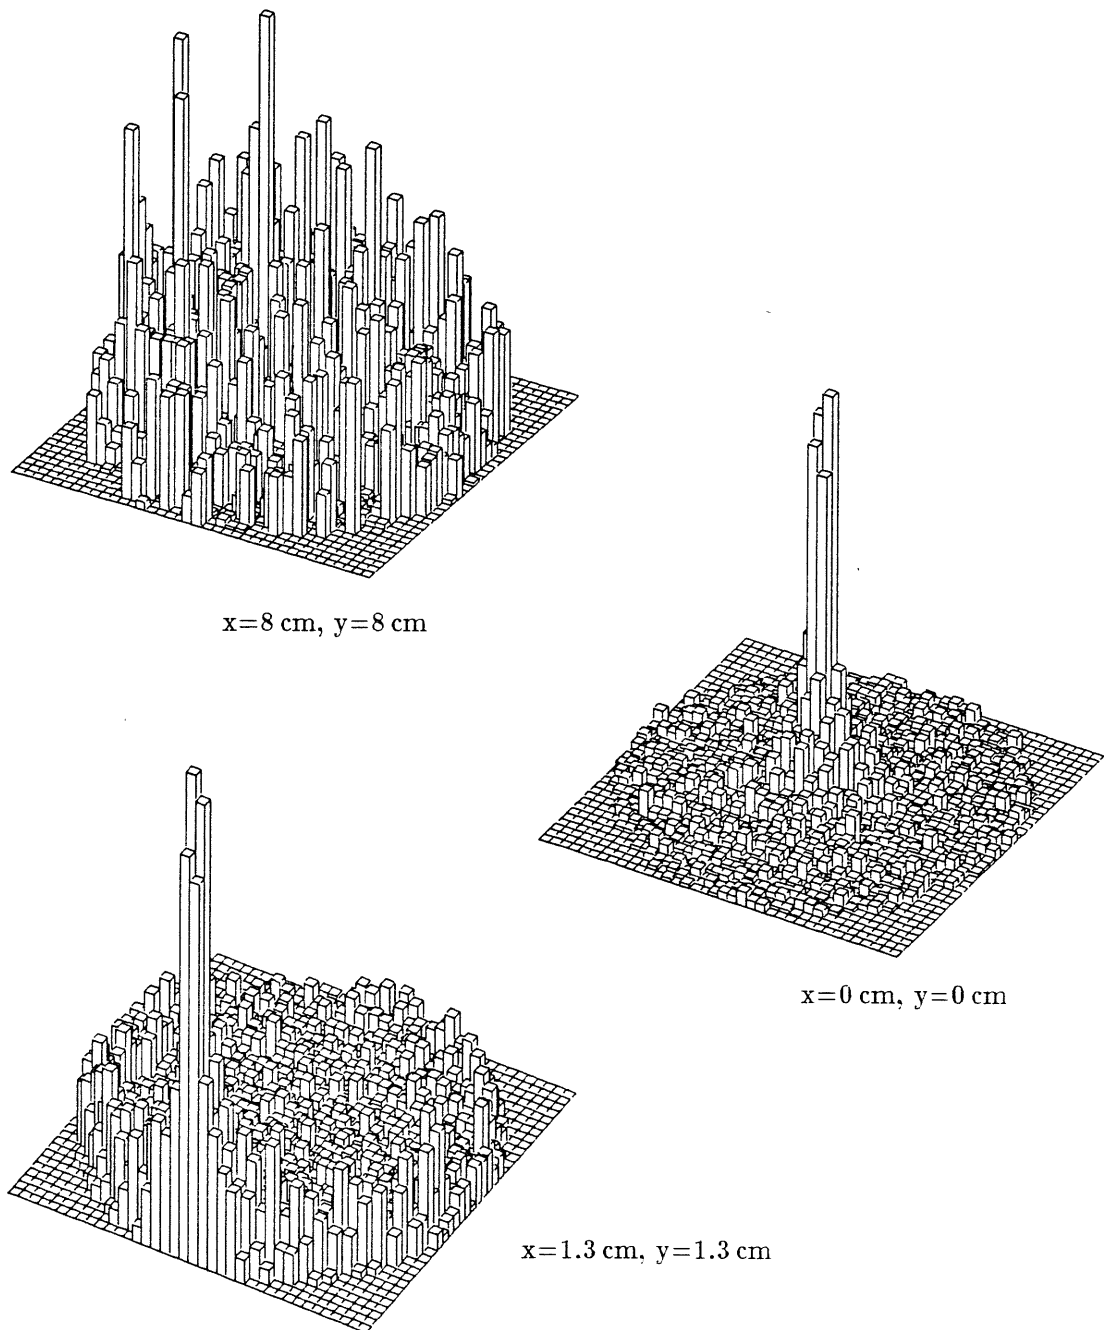 x=8 cm, y=8 cm
x=0 cm, y=0 cm
x=1.3 cm, y=1.3 cm